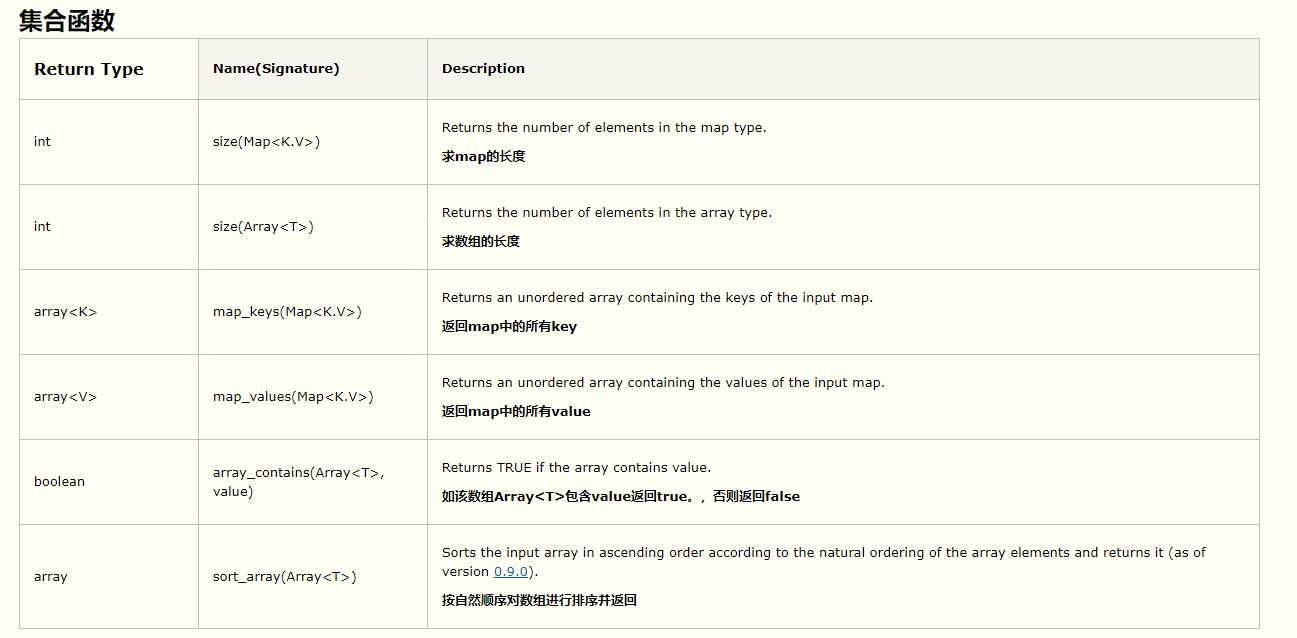 集合函数
Return Type
Name(Signature)
Description
int
size(Map<K.V>)
Returns the number of elements in the map type.
求map的长度
int
size(Array<T>)
Returns the number of elements in the array type.
求数组的长度
array<K>
map_keys(Map<K.V>)
Returns an unordered array containing the keys of the input map.
返回map中的所有key
array<V>
map_values(Map<K.V>)
Returns an unordered array containing the values of the input map.
返回map中的所有value
boolean
array_contains(Array<T>,
value)
Returns TRUE if the array contains value.
如该数组Array<T>包含value返回true。，否则返回false
array
sort_array(Array<T>)
Sorts the input array in ascending order according to the natural ordering of the array elements and returns it (as of
version 0.9.0).
按自然顺序对数组进行排序并返回